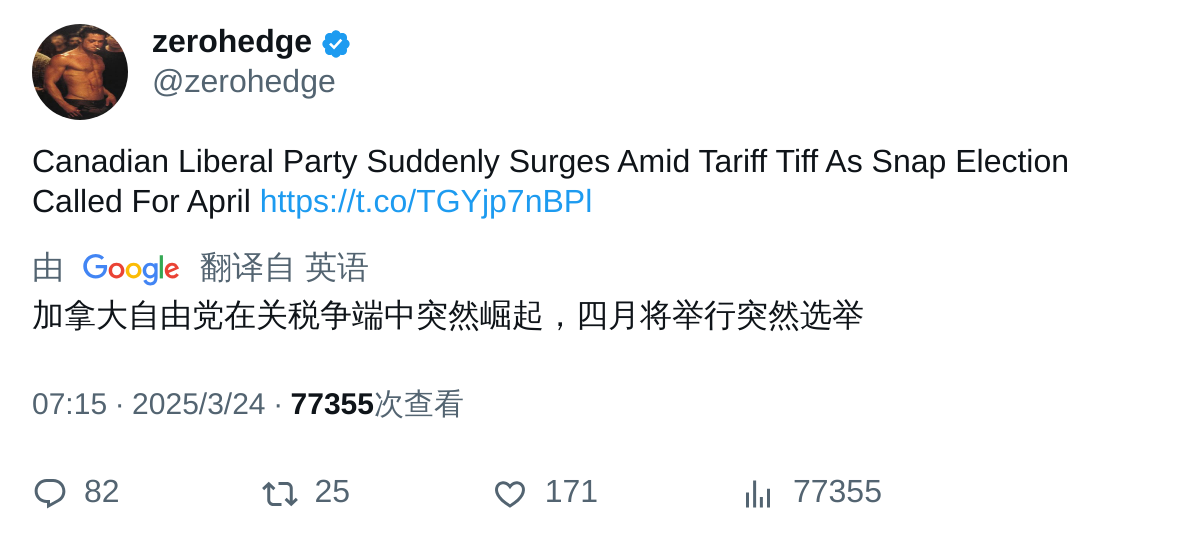 zerohedge
@zerohedge
Canadian Liberal Party Suddenly Surges Amid Tariff Tiff As Snap Election
Called For April https://t.co/TGYjp7nBPl
由 Google 翻译自 英语
加拿大自由党在关税争端中突然崛起，四月将举行突然选举
07:15 · 2025/3/24 · 77355次查看
82 25 171 77355